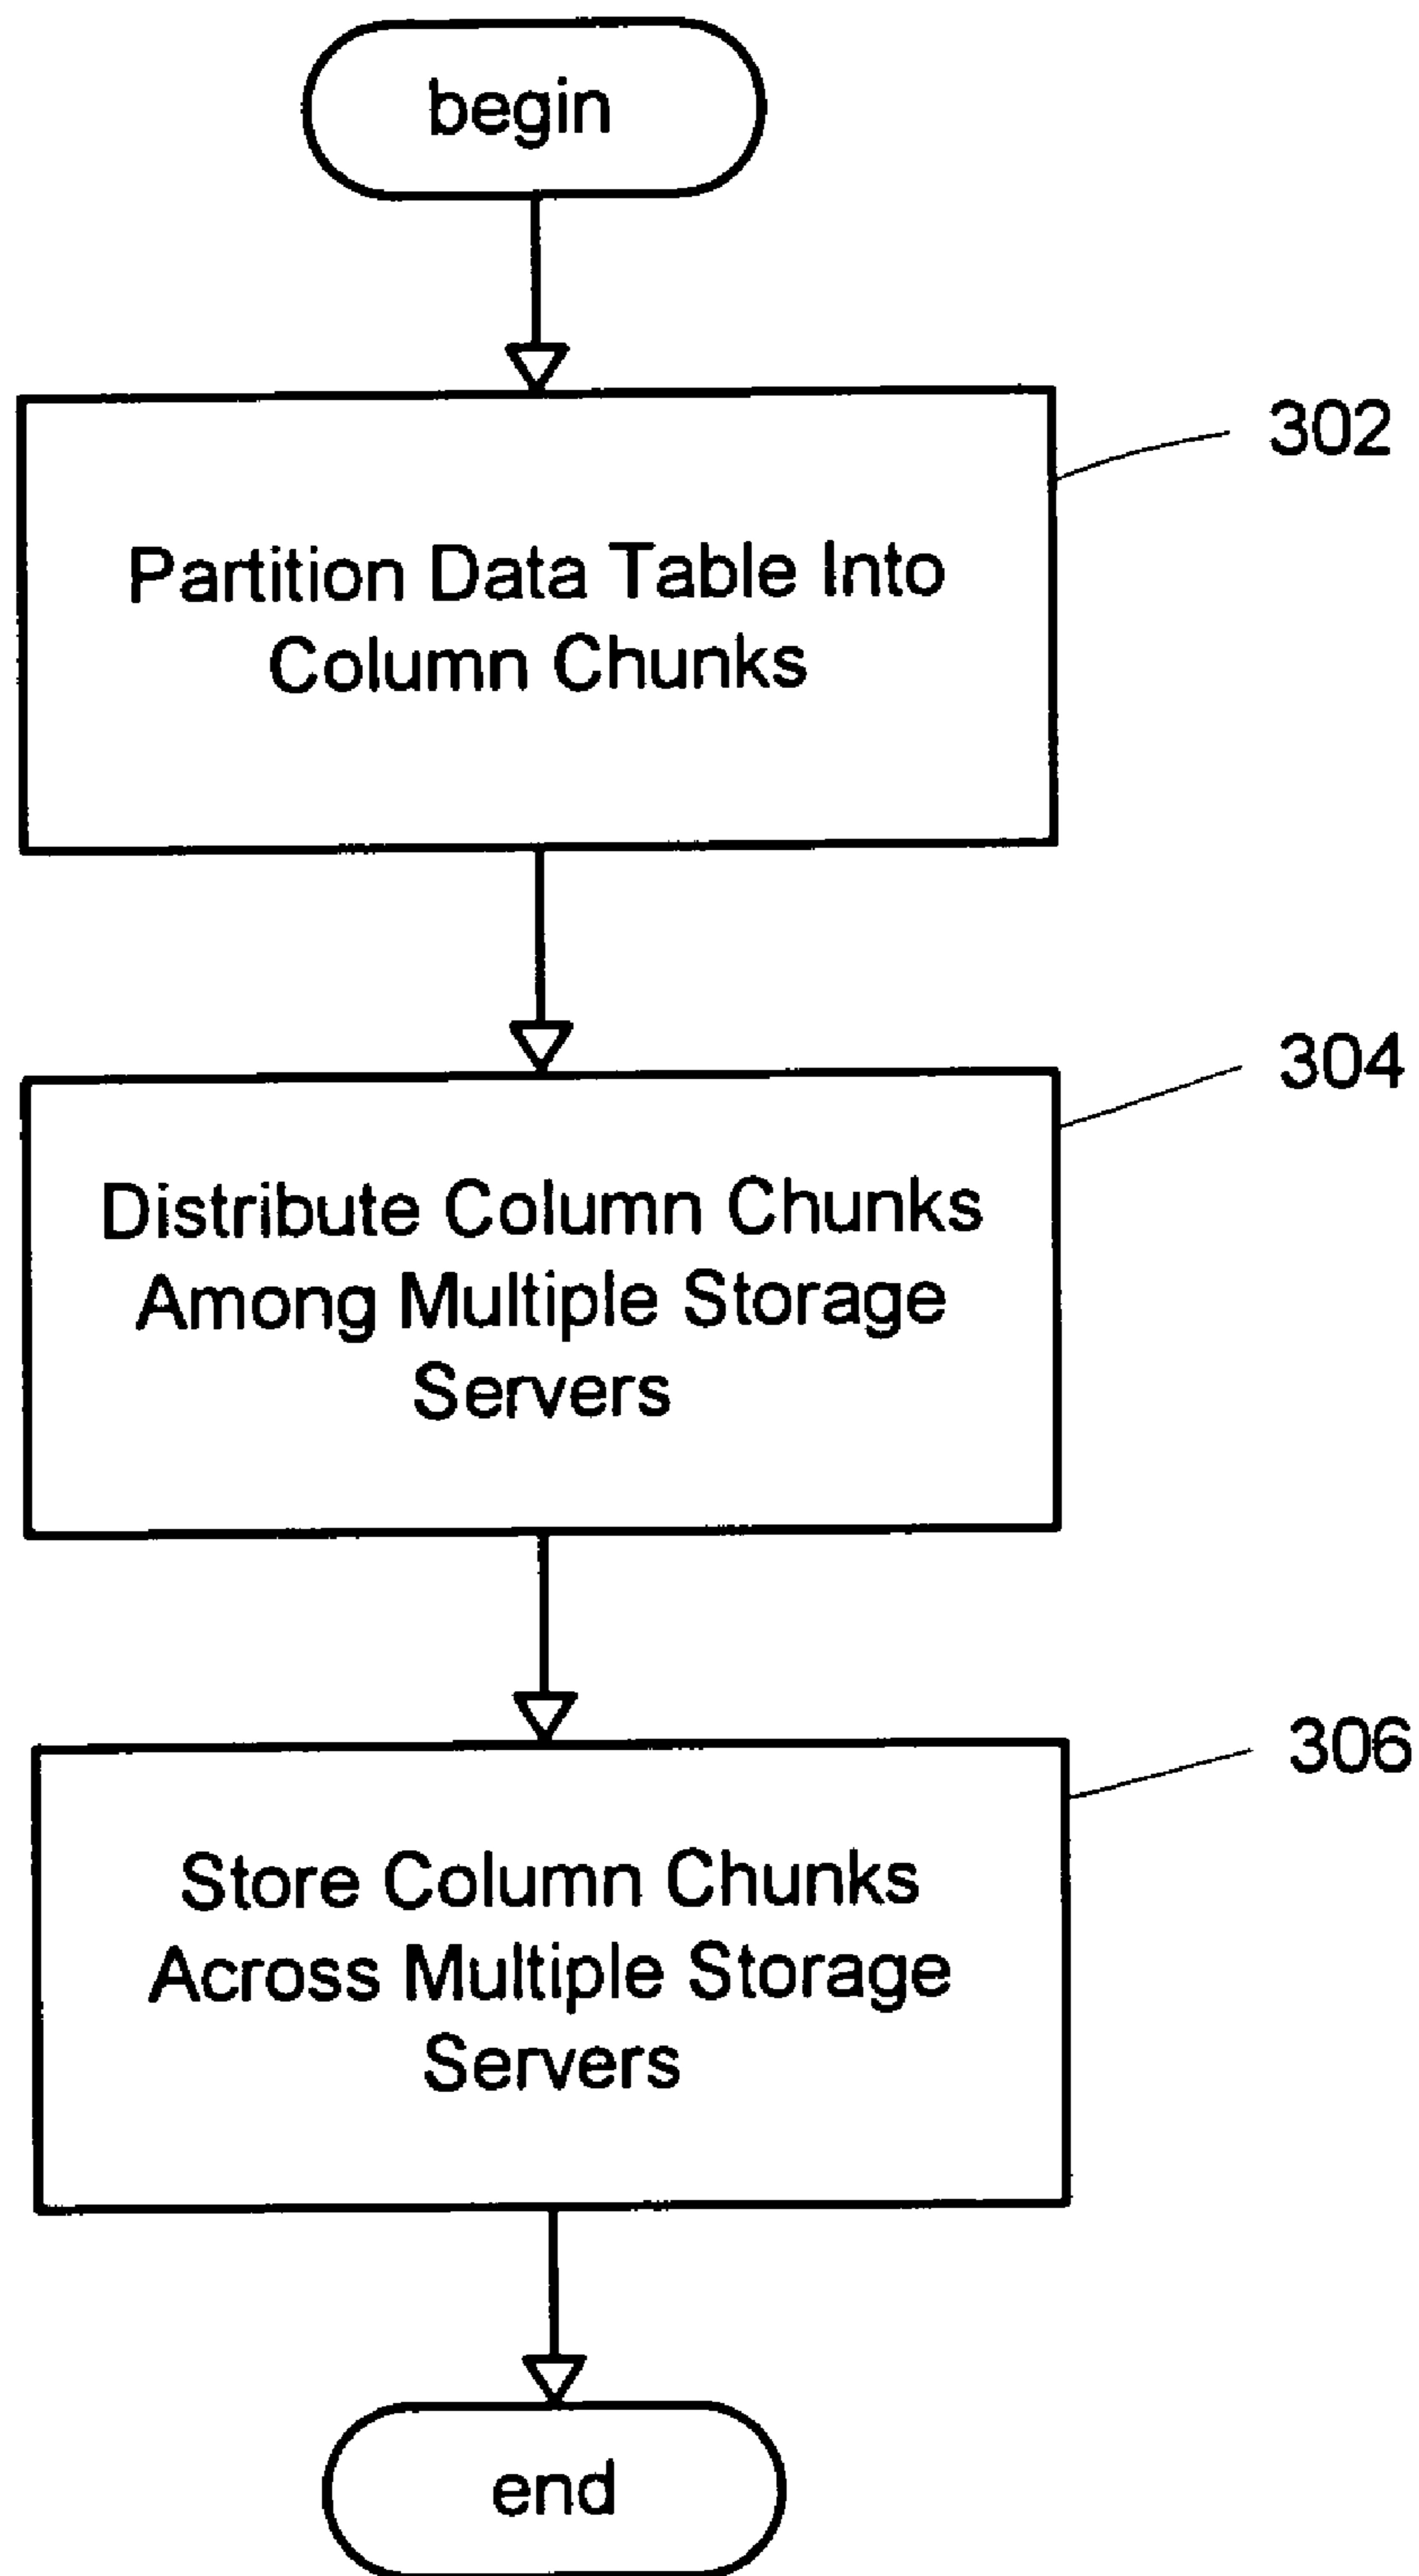 begin
302
Partition Data Table Into
Column Chunks
304
Distribute Column Chunks
Among Multiple Storage
Servers
306
Store Column Chunks
Across Multiple Storage
Servers
end